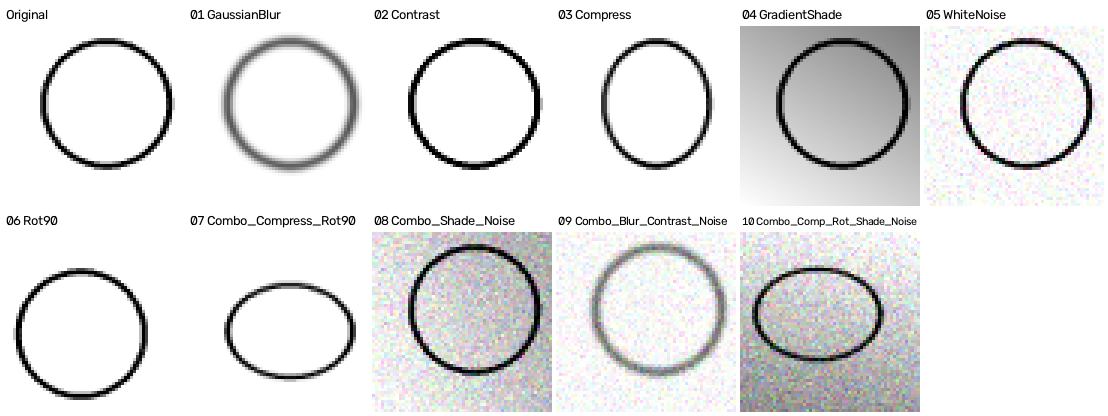 Original
01 GaussianBlur
02 Contrast
03 Compress
04 GradientShade
05 WhiteNoise
06 Rot90
07 Combo_Compress_Rot90
08 Combo_Shade_Noise
09 Combo_Blur_Contrast_Noise
10 Combo_Comp_Rot_Shade_Noise